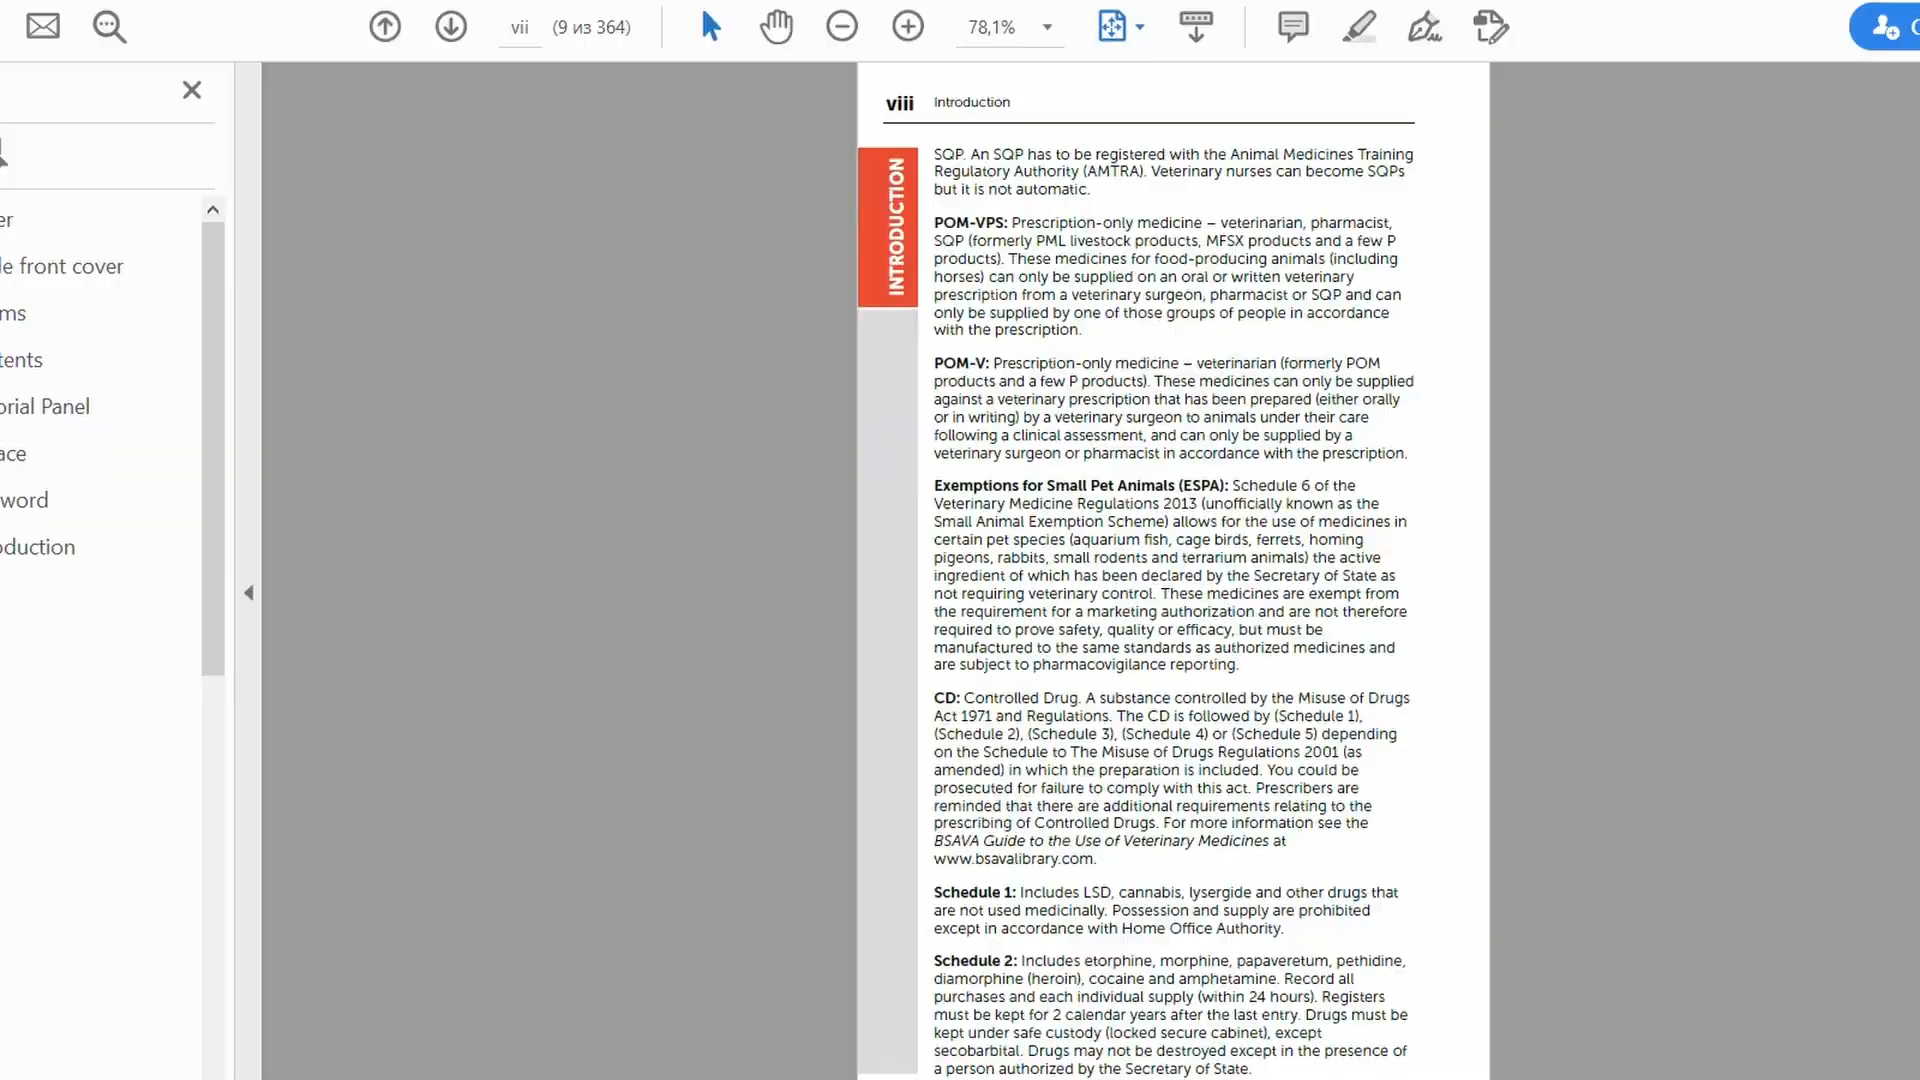 vii (9 из 364) 78,1%
er
le front cover
ms
tents
orial Panel
ace
word
oduction
viii Introduction
INTRODUCTION
SQP. An SQP has to be registered with the Animal Medicines Training
Regulatory Authority (AMTRA). Veterinary nurses can become SQPs
but it is not automatic.
POM-VPS: Prescription-only medicine – veterinarian, pharmacist,
SQP (formerly PML livestock products, MFSX products and a few P
products). These medicines for food-producing animals (including
horses) can only be supplied on an oral or written veterinary
prescription from a veterinary surgeon, pharmacist or SQP and can
only be supplied by one of those groups of people in accordance
with the prescription.
POM-V: Prescription-only medicine – veterinarian (formerly POM
products and a few P products). These medicines can only be supplied
against a veterinary prescription that has been prepared (either orally
or in writing) by a veterinary surgeon to animals under their care
following a clinical assessment, and can only be supplied by a
veterinary surgeon or pharmacist in accordance with the prescription.
Exemptions for Small Pet Animals (ESPA): Schedule 6 of the
Veterinary Medicine Regulations 2013 (unofficially known as the
Small Animal Exemption Scheme) allows for the use of medicines in
certain pet species (aquarium fish, cage birds, ferrets, homing
pigeons, rabbits, small rodents and terrarium animals) the active
ingredient of which has been declared by the Secretary of State as
not requiring veterinary control. These medicines are exempt from
the requirement for a marketing authorization and are not therefore
required to prove safety, quality or efficacy, but must be
manufactured to the same standards as authorized medicines and
are subject to pharmacovigilance reporting.
CD: Controlled Drug. A substance controlled by the Misuse of Drugs
Act 1971 and Regulations. The CD is followed by (Schedule 1),
(Schedule 2), (Schedule 3), (Schedule 4) or (Schedule 5) depending
on the Schedule to The Misuse of Drugs Regulations 2001 (as
amended) in which the preparation is included. You could be
prosecuted for failure to comply with this act. Prescribers are
reminded that there are additional requirements relating to the
prescribing of Controlled Drugs. For more information see the
BSAVA Guide to the Use of Veterinary Medicines at
www.bsavalibrary.com.
Schedule 1: Includes LSD, cannabis, lysergide and other drugs that
are not used medicinally. Possession and supply are prohibited
except in accordance with Home Office Authority.
Schedule 2: Includes etorphine, morphine, papaveretum, pethidine,
diamorphine (heroin), cocaine and amphetamine. Record all
purchases and each individual supply (within 24 hours). Registers
must be kept for 2 calendar years after the last entry. Drugs must be
kept under safe custody (locked secure cabinet), except
secobarbital. Drugs may not be destroyed except in the presence of
a person authorized by the Secretary of State.